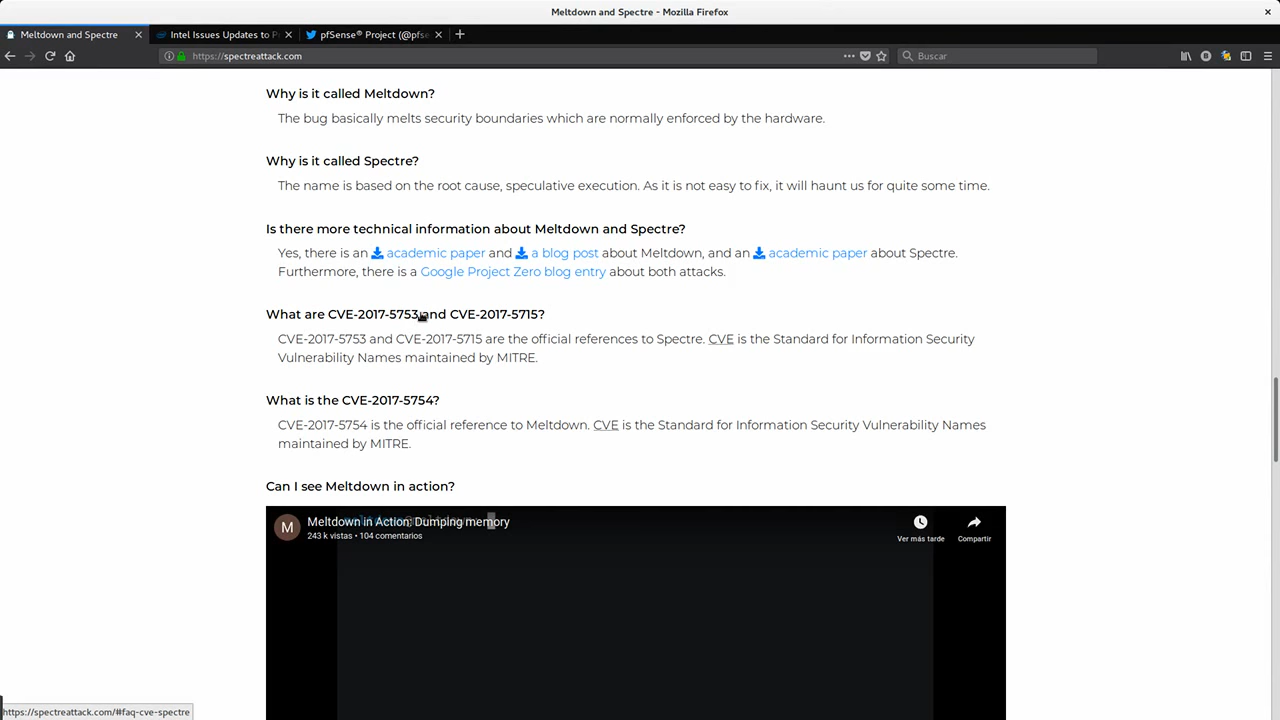 Meltdown and Spectre - Mozilla Firefox
Meltdown and Spectre
Intel Issues Updates to P
pfSense® Project (@pfse
https://spectreattack.com
Buscar
Why is it called Meltdown?
The bug basically melts security boundaries which are normally enforced by the hardware.
Why is it called Spectre?
The name is based on the root cause, speculative execution. As it is not easy to fix, it will haunt us for quite some time.
Is there more technical information about Meltdown and Spectre?
Yes, there is an academic paper and a blog post about Meltdown, and an academic paper about Spectre.
Furthermore, there is a Google Project Zero blog entry about both attacks.
What are CVE-2017-5753 and CVE-2017-5715?
CVE-2017-5753 and CVE-2017-5715 are the official references to Spectre. CVE is the Standard for Information Security
Vulnerability Names maintained by MITRE.
What is the CVE-2017-5754?
CVE-2017-5754 is the official reference to Meltdown. CVE is the Standard for Information Security Vulnerability Names
maintained by MITRE.
Can I see Meltdown in action?
M
Meltdown in Action: Dumping memory
243 k vistas • 104 comentarios
Ver más tarde
Compartir
https://spectreattack.com/#faq-cve-spectre